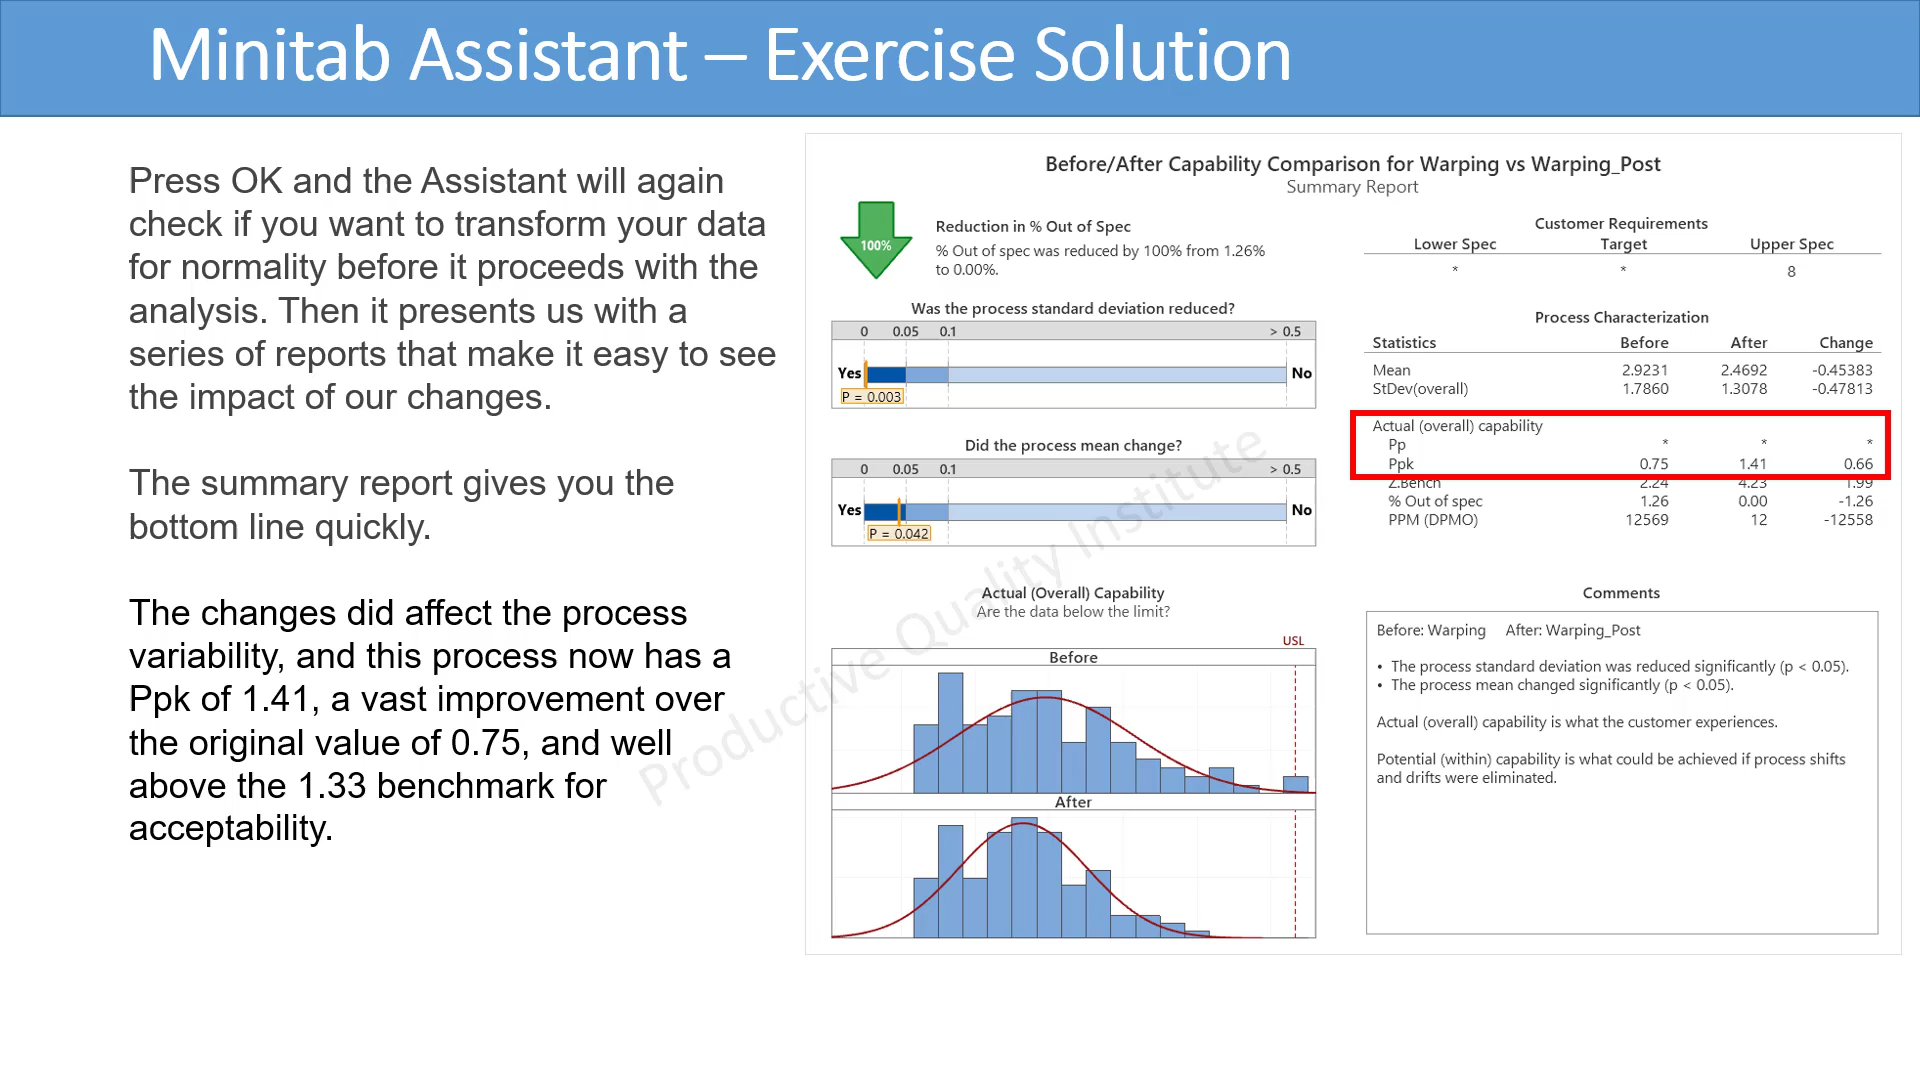 Minitab Assistant – Exercise Solution
Press OK and the Assistant will again
check if you want to transform your data
for normality before it proceeds with the
analysis. Then it presents us with a
series of reports that make it easy to see
the impact of our changes.
The summary report gives you the
bottom line quickly.
The changes did affect the process
variability, and this process now has a
Ppk of 1.41, a vast improvement over
the original value of 0.75, and well
above the 1.33 benchmark for
acceptability.
Before/After Capability Comparison for Warping vs Warping_Post
Summary Report
100%
Reduction in % Out of Spec
% Out of spec was reduced by 100% from 1.26%
to 0.00%.
Was the process standard deviation reduced?
0 0.05 0.1 > 0.5
Yes No
P = 0.003
Did the process mean change?
0 0.05 0.1 > 0.5
Yes No
P = 0.042
Actual (Overall) Capability
Are the data below the limit?
USL
Before
After
Customer Requirements
Lower Spec Target Upper Spec
* * 8
Process Characterization
Statistics Before After Change
Mean 2.9231 2.4692 -0.45383
StDev(overall) 1.7860 1.3078 -0.47813
Actual (overall) capability
Pp * * *
Ppk 0.75 1.41 0.66
Z.Bench 2.24 4.23 1.99
% Out of spec 1.26 0.00 -1.26
PPM (DPMO) 12569 12 -12558
Comments
Before: Warping After: Warping_Post
• The process standard deviation was reduced significantly (p < 0.05).
• The process mean changed significantly (p < 0.05).
Actual (overall) capability is what the customer experiences.
Potential (within) capability is what could be achieved if process shifts
and drifts were eliminated.
Productive Quality Institute